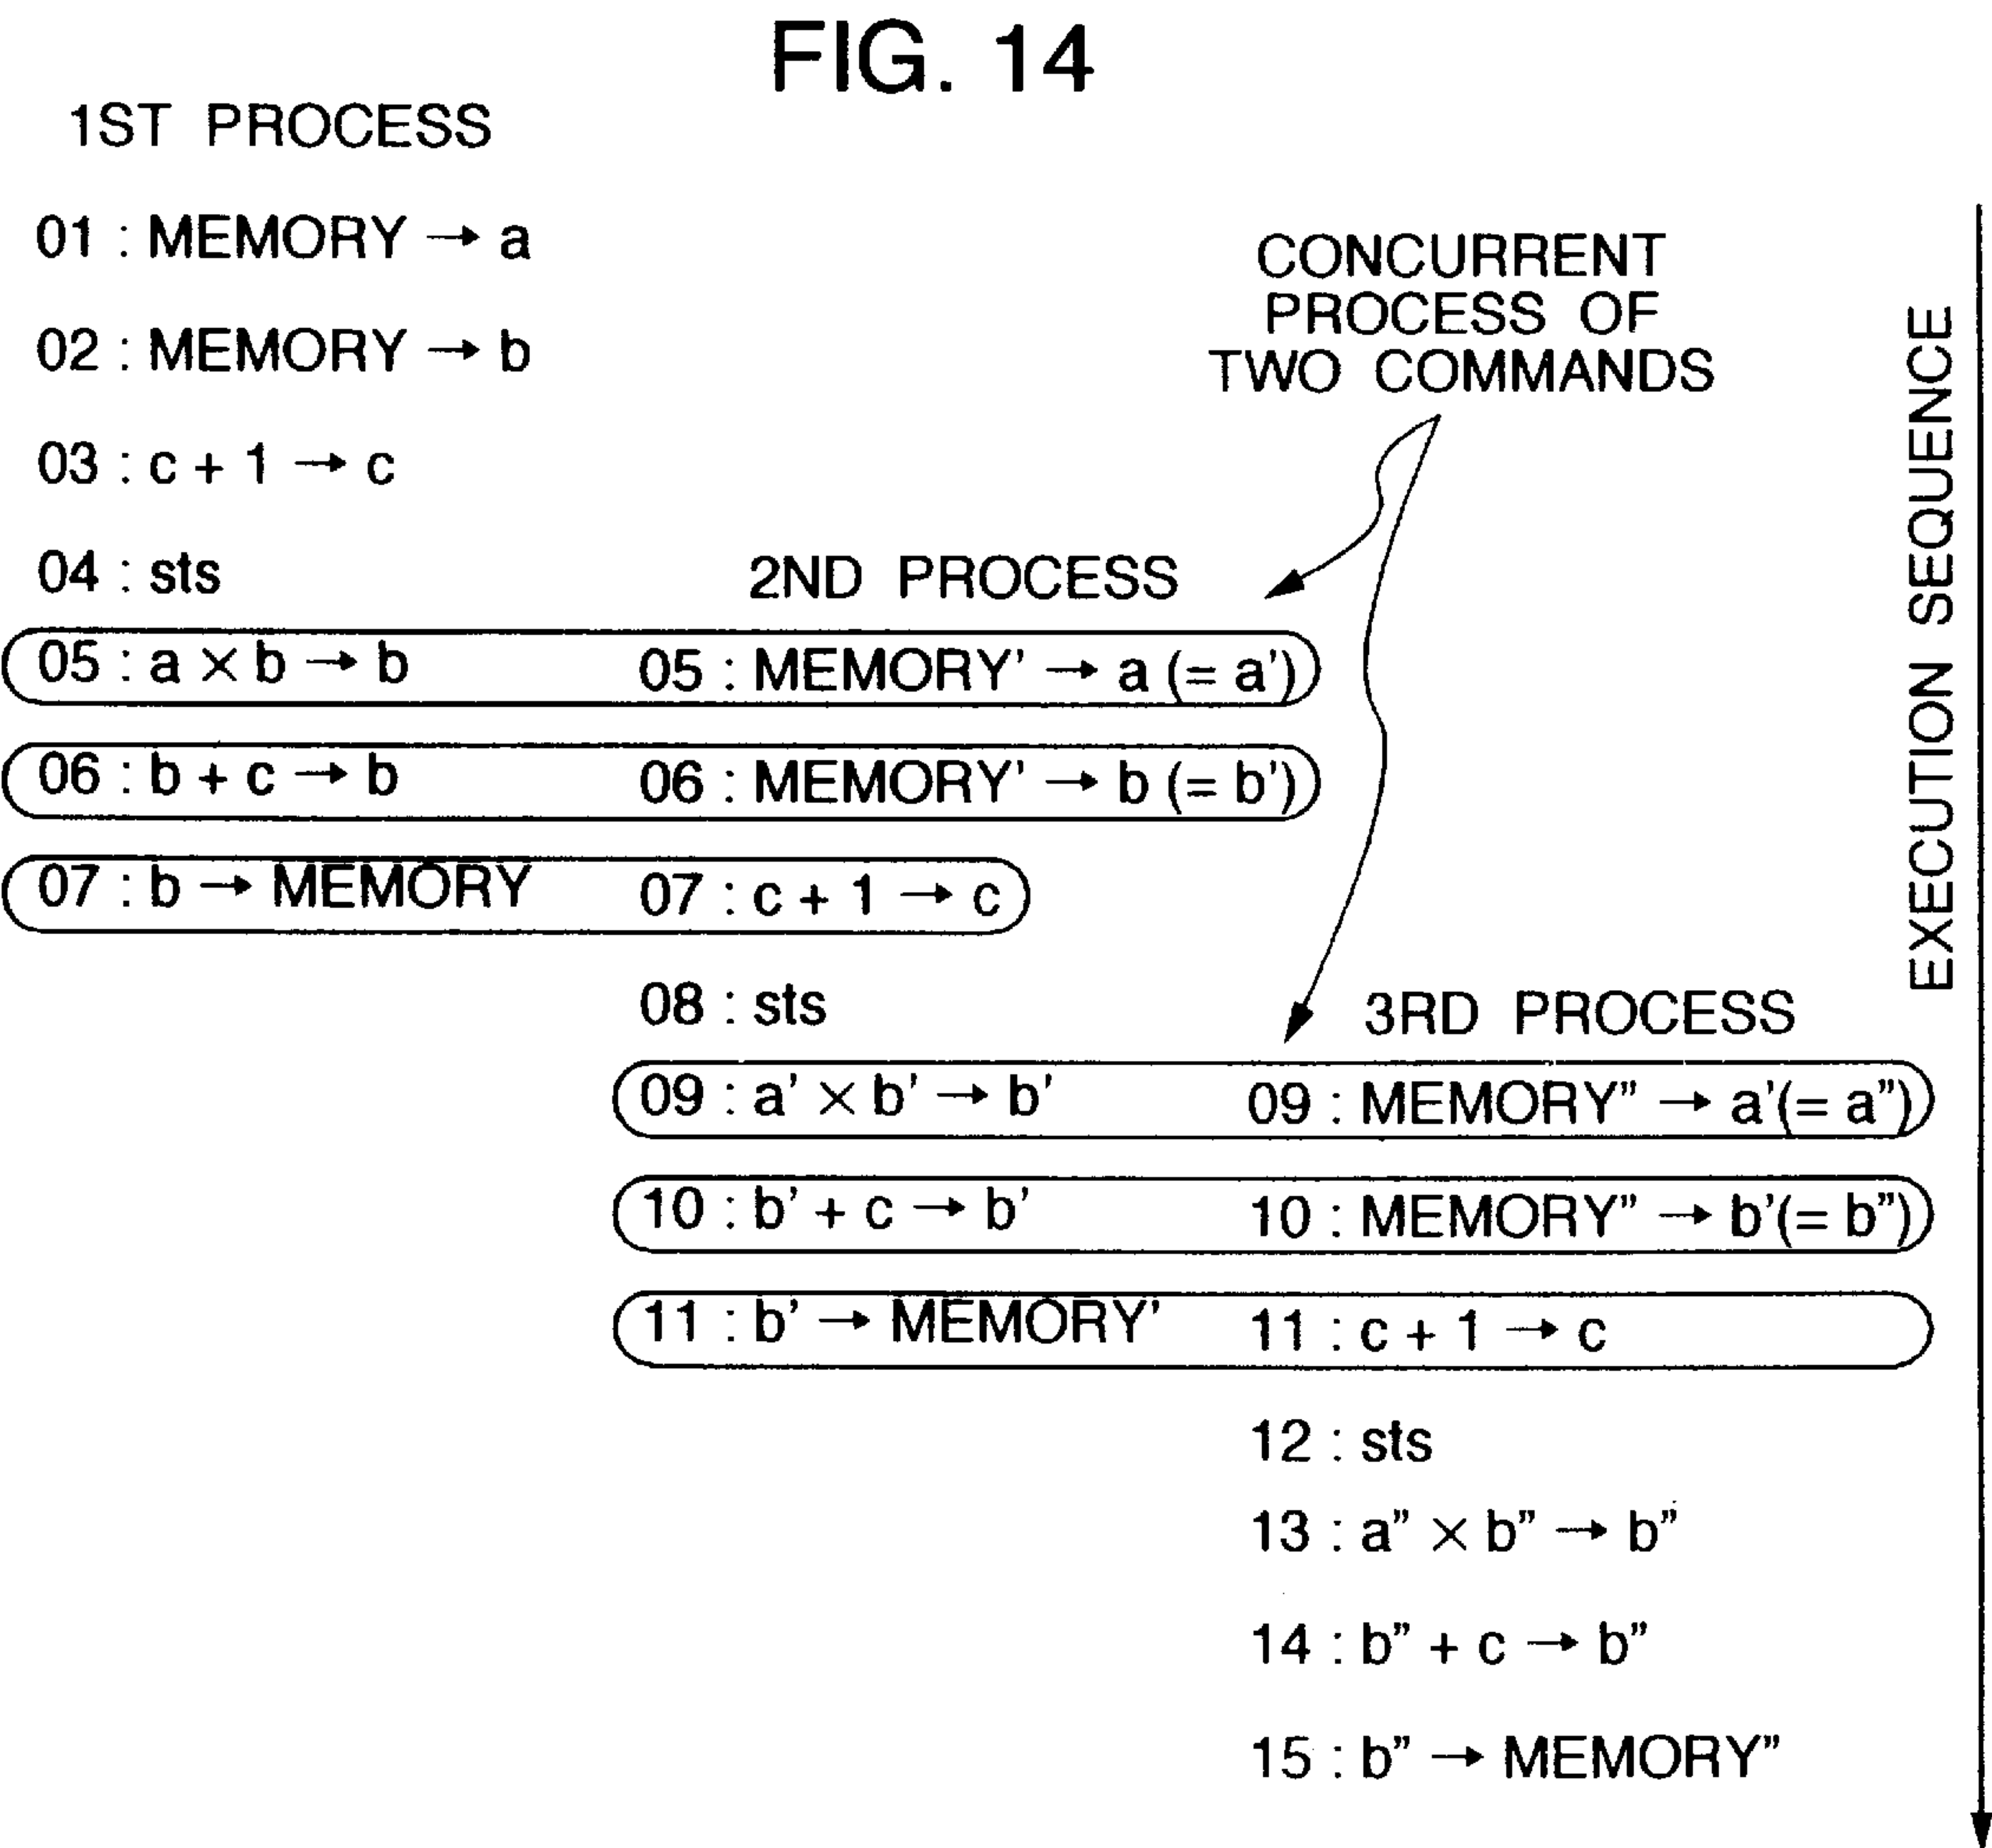 FIG. 14
1ST PROCESS
01 : MEMORY → a
02 : MEMORY → b
03 : c + 1 → c
04 : sts
CONCURRENT
PROCESS OF
TWO COMMANDS
EXECUTION SEQUENCE
2ND PROCESS
05 : a × b → b 05 : MEMORY' → a (= a')
06 : b + c → b 06 : MEMORY' → b (= b')
07 : b → MEMORY 07 : c + 1 → c
08 : sts
3RD PROCESS
09 : a' × b' → b' 09 : MEMORY" → a'(= a")
10 : b' + c → b' 10 : MEMORY" → b'(= b")
11 : b' → MEMORY' 11 : c + 1 → c
12 : sts
13 : a" × b" → b"
14 : b" + c → b"
15 : b" → MEMORY"